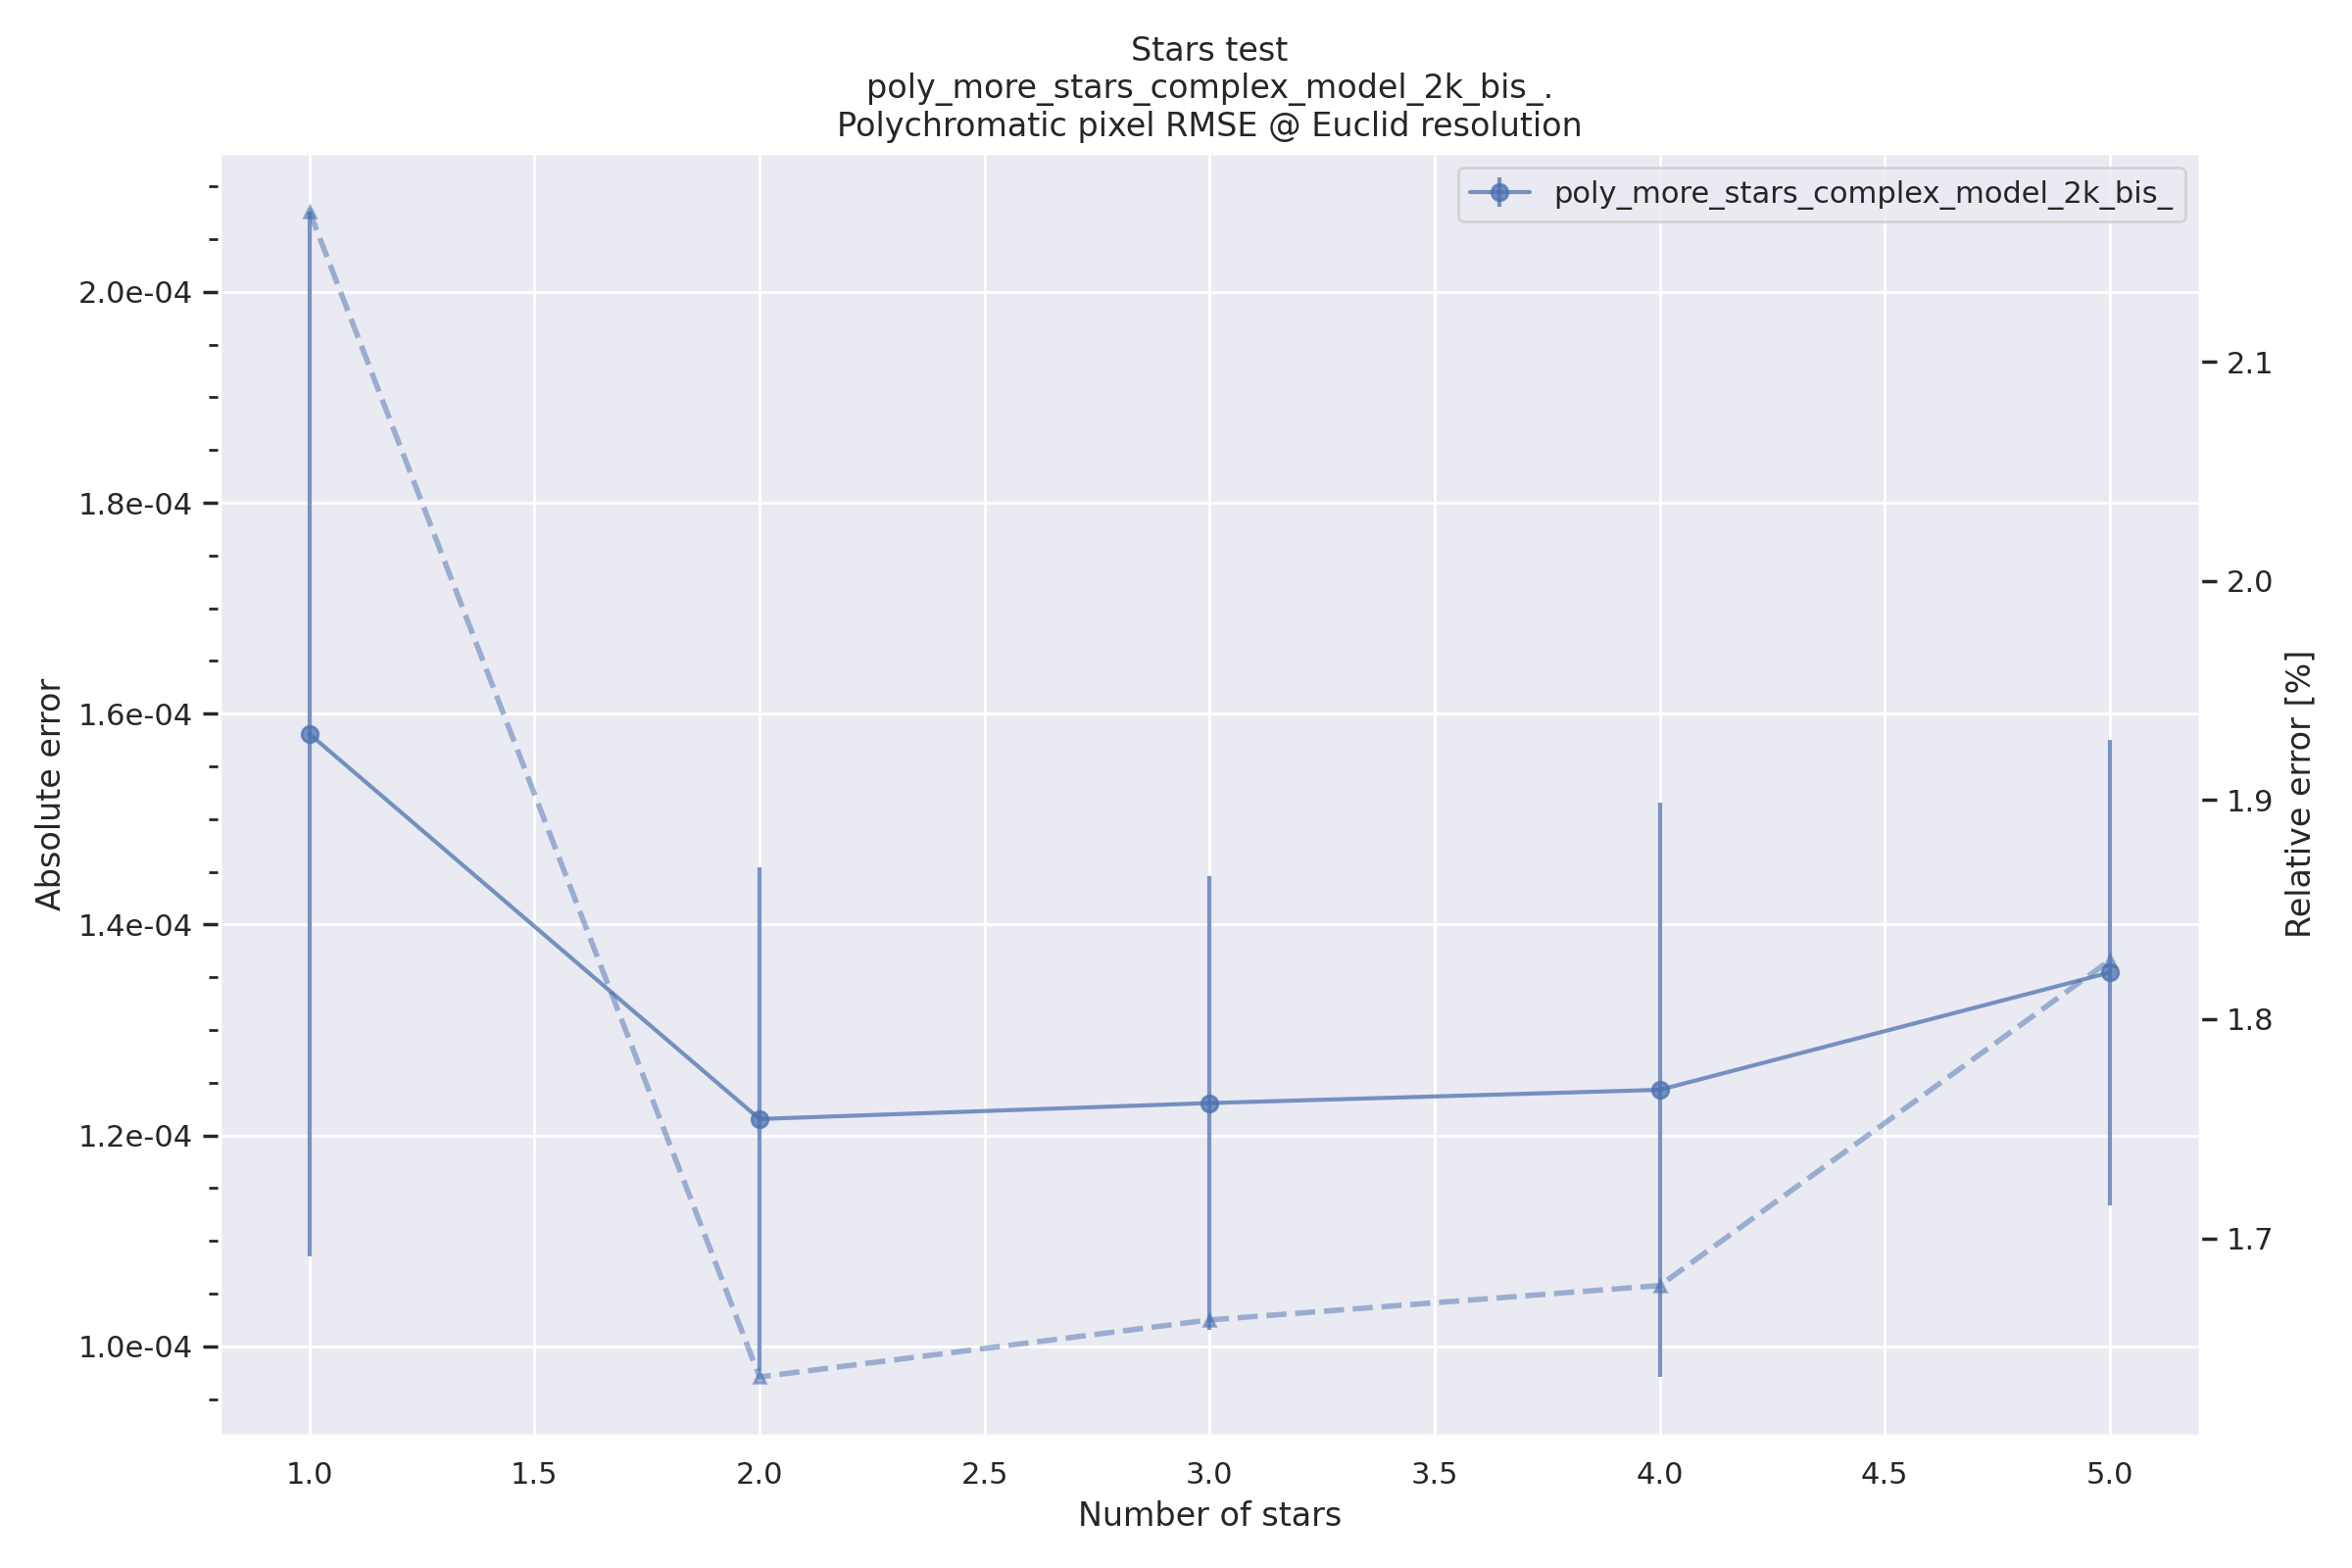 Stars test
poly_more_stars_complex_model_2k_bis_.
Polychromatic pixel RMSE @ Euclid resolution
poly_more_stars_complex_model_2k_bis_
Absolute error
2.0e-04
1.8e-04
1.6e-04
1.4e-04
1.2e-04
1.0e-04
2.1
2.0
1.9
1.8
1.7
Relative error [%]
1.0 1.5 2.0 2.5 3.0 3.5 4.0 4.5 5.0
Number of stars